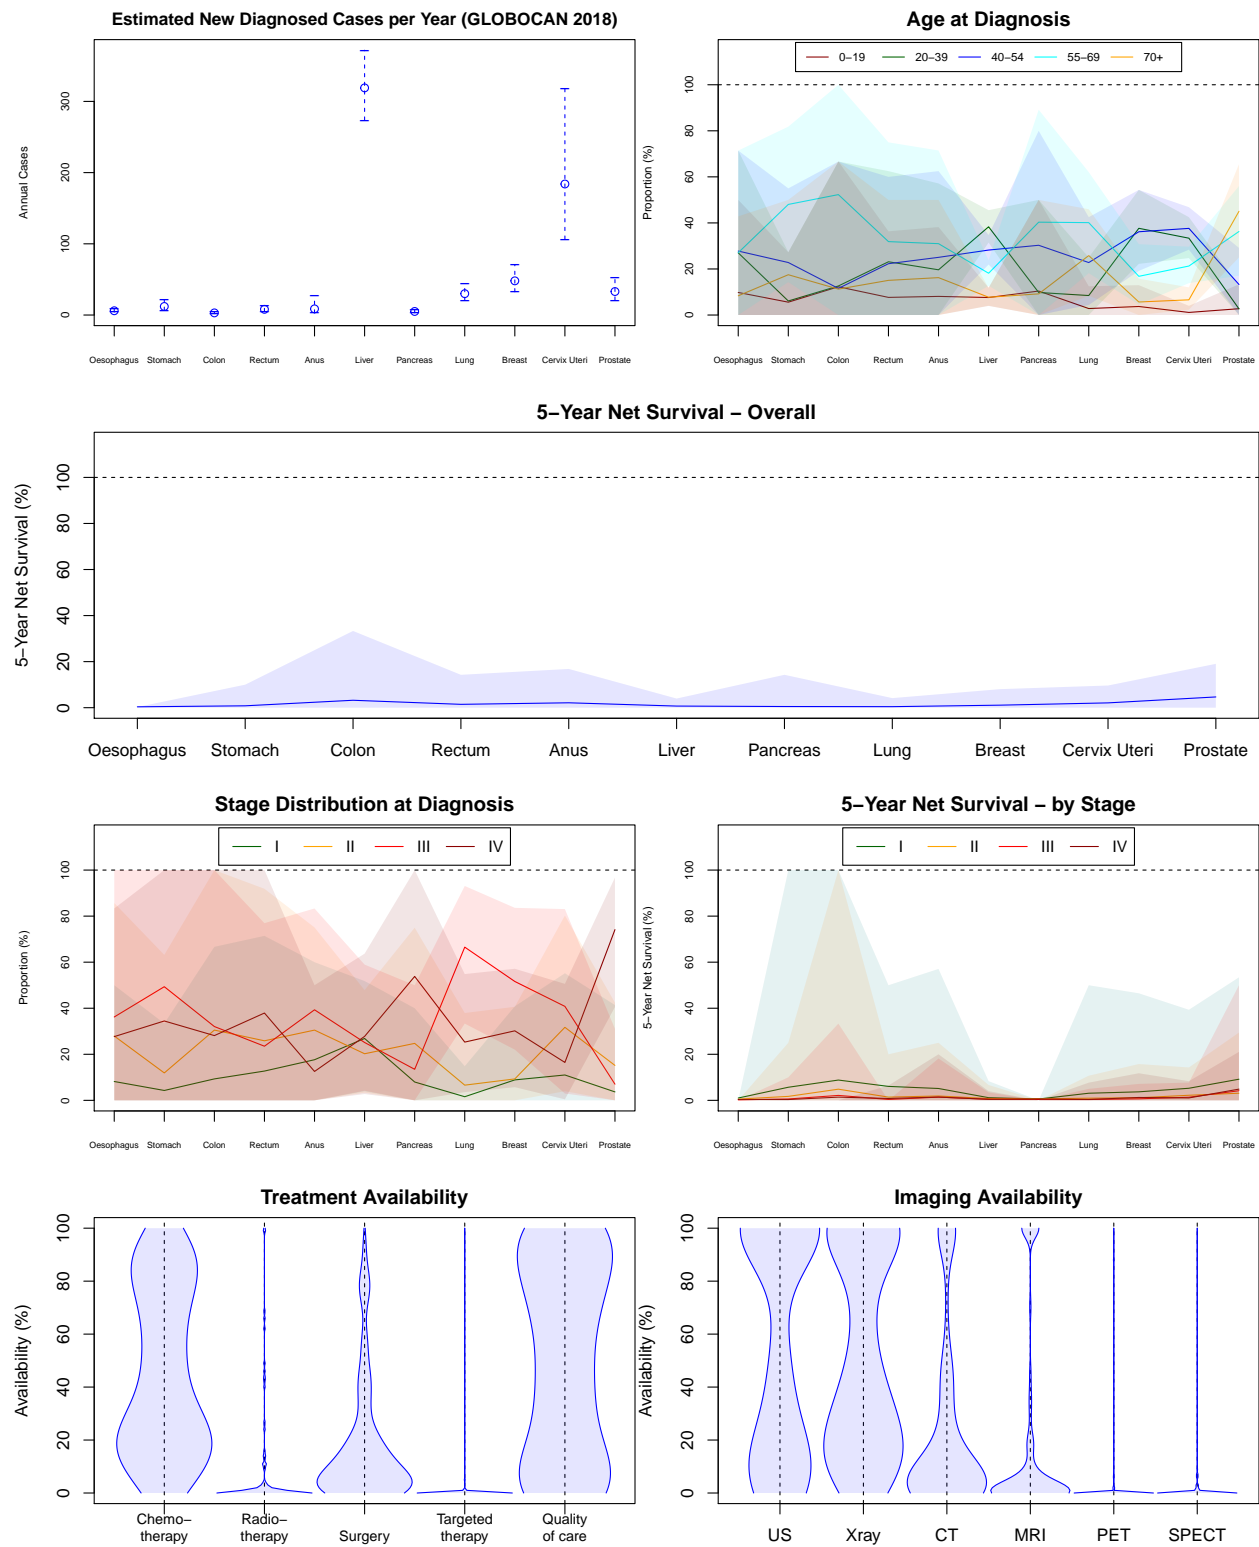 Estimated New Diagnosed Cases per Year (GLOBOCAN 2018)
Annual Cases
0 100 200 300
Oesophagus Stomach Colon Rectum Anus Liver Pancreas Lung Breast Cervix Uteri Prostate
Age at Diagnosis
0−19 20−39 40−54 55−69 70+
Proportion (%)
0 20 40 60 80 100
Oesophagus Stomach Colon Rectum Anus Liver Pancreas Lung Breast Cervix Uteri Prostate
5−Year Net Survival − Overall
5−Year Net Survival (%)
0 20 40 60 80 100
Oesophagus Stomach Colon Rectum Anus Liver Pancreas Lung Breast Cervix Uteri Prostate
Stage Distribution at Diagnosis
I II III IV
Proportion (%)
0 20 40 60 80 100
Oesophagus Stomach Colon Rectum Anus Liver Pancreas Lung Breast Cervix Uteri Prostate
5−Year Net Survival − by Stage
I II III IV
5−Year Net Survival (%)
0 20 40 60 80 100
Oesophagus Stomach Colon Rectum Anus Liver Pancreas Lung Breast Cervix Uteri Prostate
Treatment Availability
Availability (%)
0 20 40 60 80 100
Chemo− Radio− Targeted Quality
therapy therapy Surgery therapy of care
Imaging Availability
Availability (%)
0 20 40 60 80 100
US Xray CT MRI PET SPECT